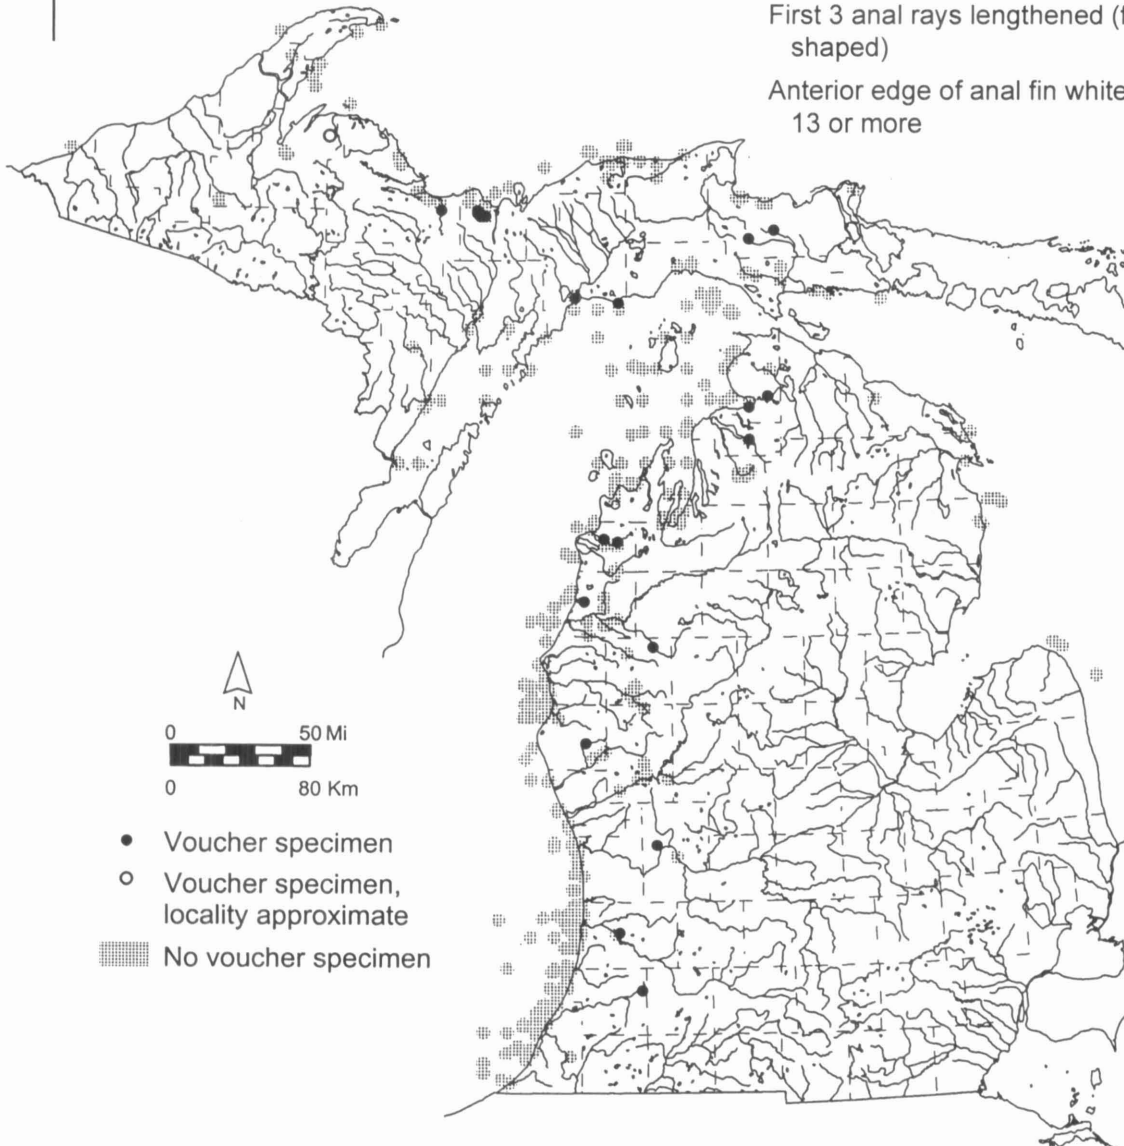 First 3 anal rays lengthened (
shaped)
Anterior edge of anal fin white
13 or more
N
0 50 Mi
0 80 Km
Voucher specimen
Voucher specimen,
locality approximate
No voucher specimen